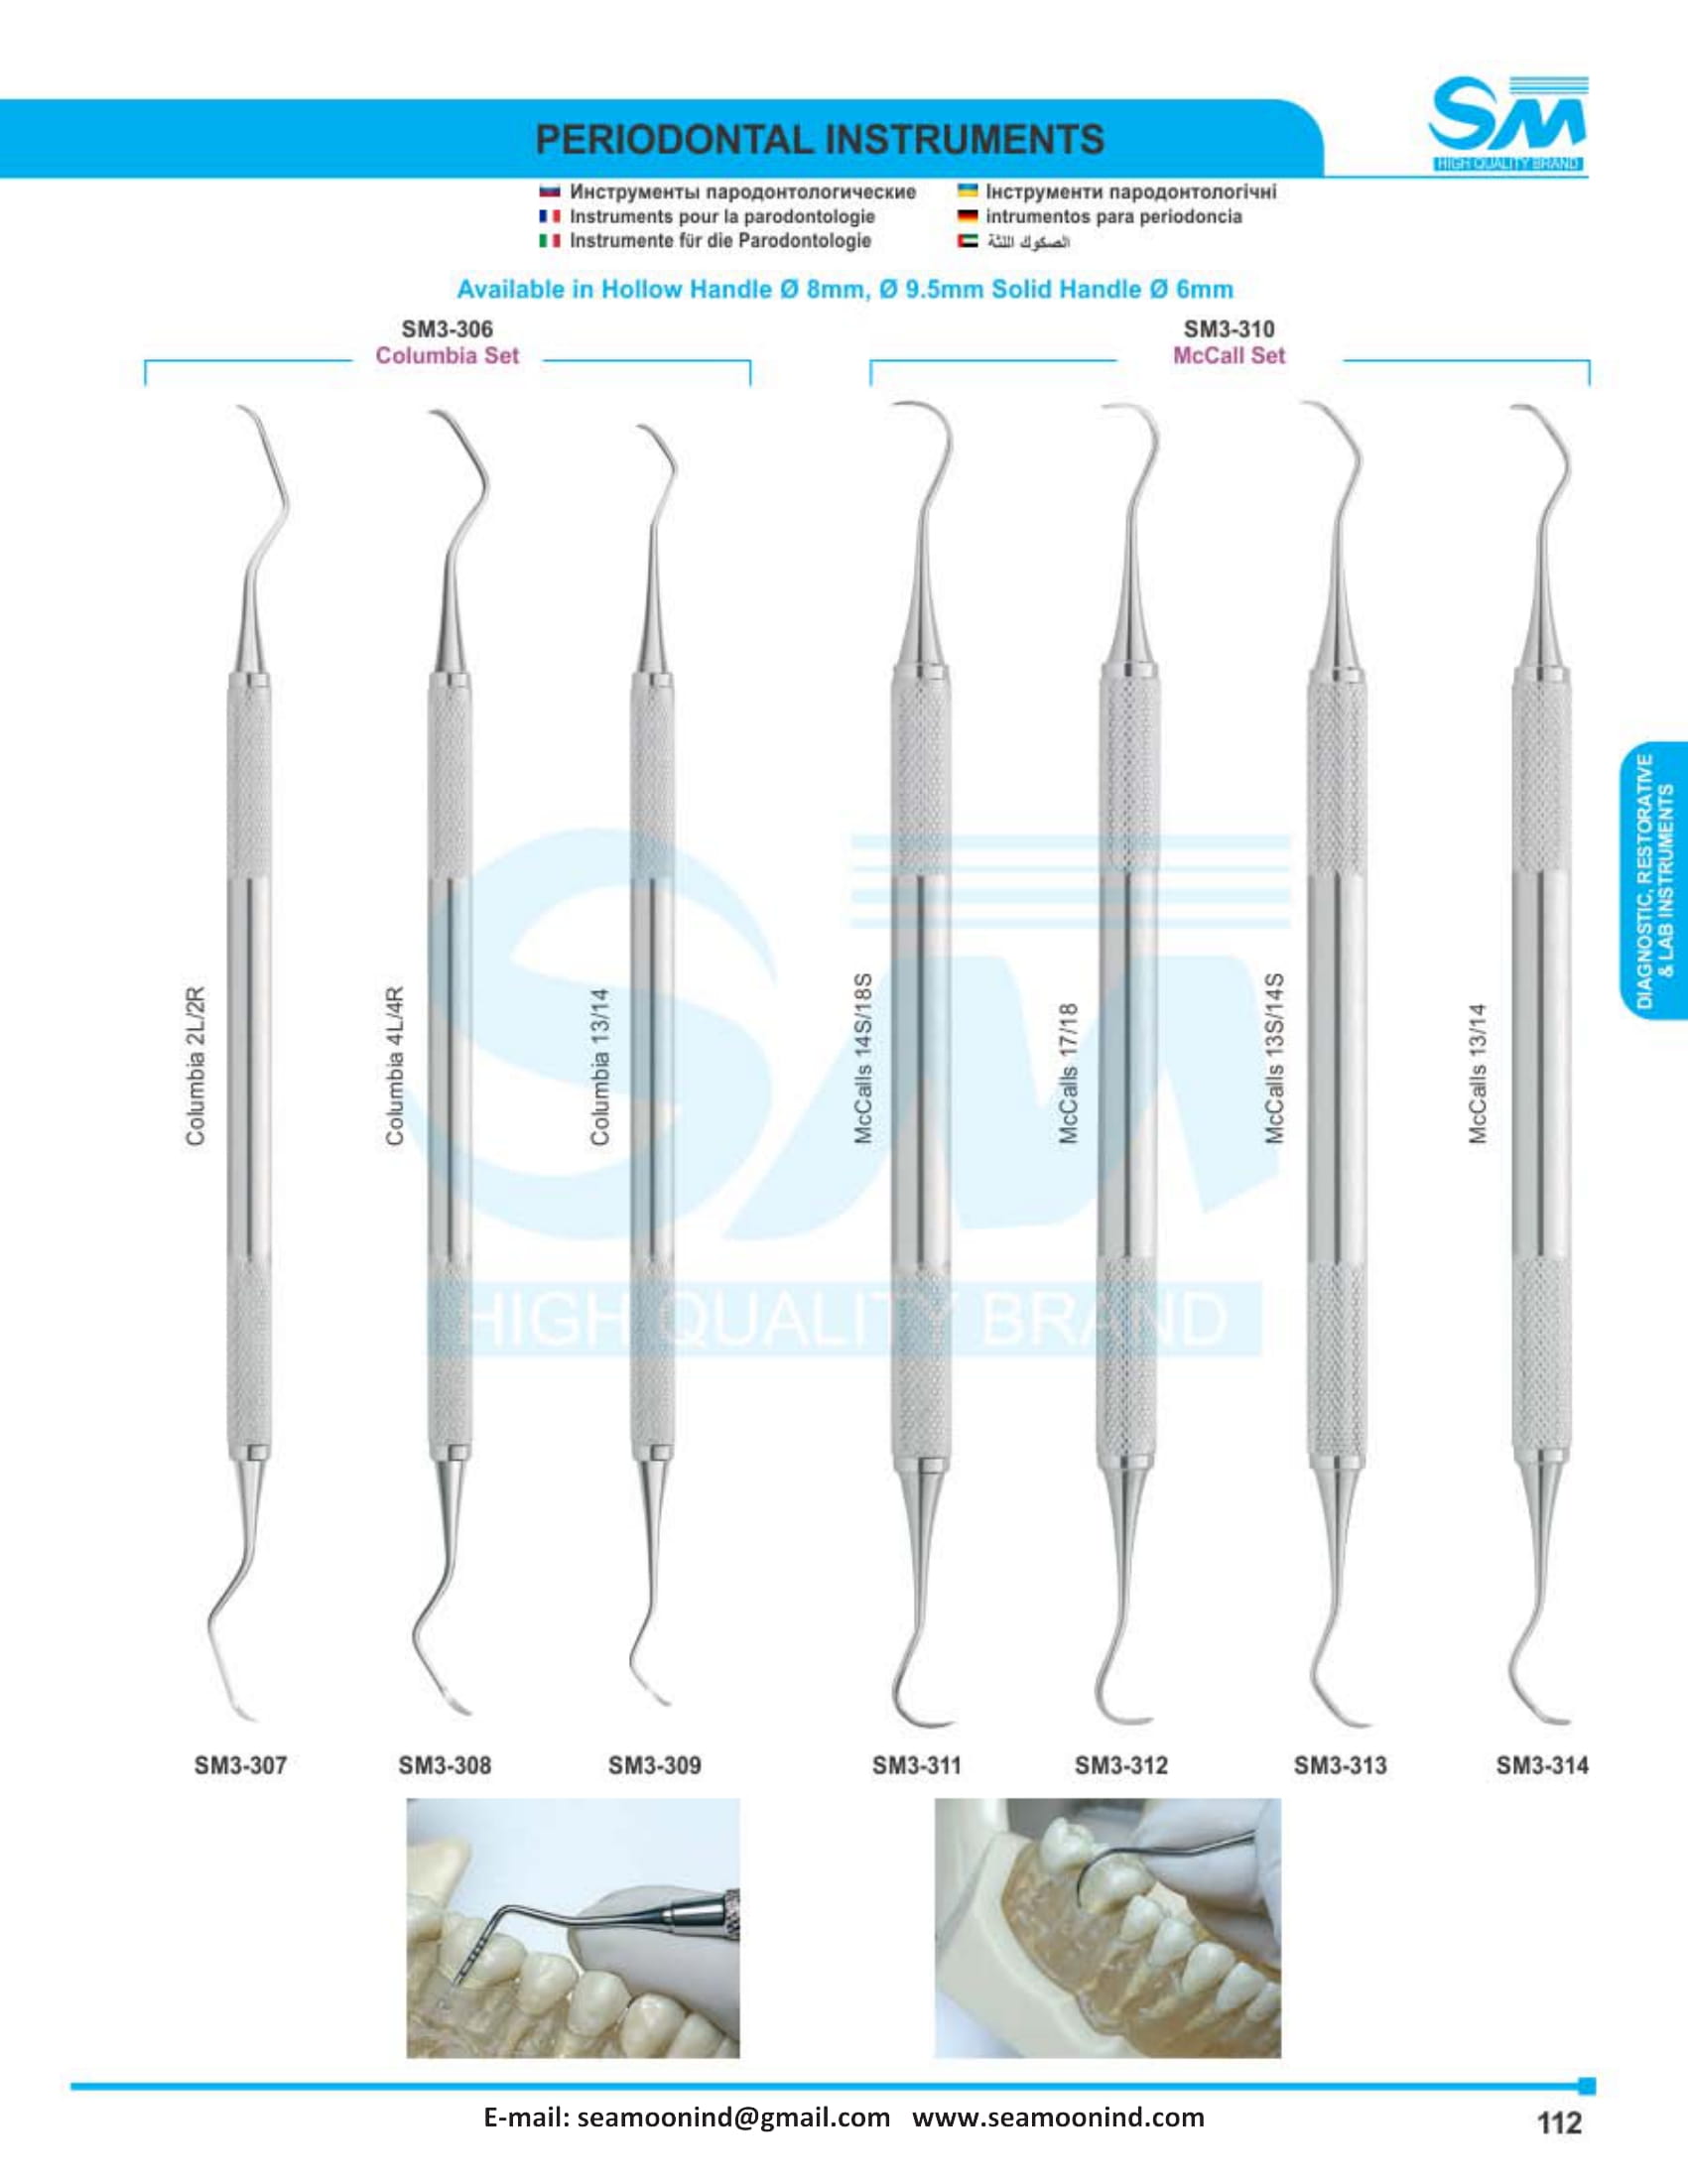 SM
HIGH QUALITY BRAND
PERIODONTAL INSTRUMENTS
Инструменты пародонтологические
Інструменти пародонтологічні
Instruments pour la parodontologie
intrumentos para periodoncia
Instrumente für die Parodontologie
الصكوك اللثة
Available in Hollow Handle Ø 8mm, Ø 9.5mm Solid Handle Ø 6mm
SM3-306
Columbia Set
SM3-310
McCall Set
Columbia 2L/2R
Columbia 4L/4R
Columbia 13/14
McCalls 14S/18S
McCalls 17/18
McCalls 13S/14S
McCalls 13/14
DIAGNOSTIC, RESTORATIVE
& LAB INSTRUMENTS
SM
HIGH QUALITY BRAND
SM3-307
SM3-308
SM3-309
SM3-311
SM3-312
SM3-313
SM3-314
E-mail: seamoonind@gmail.com www.seamoonind.com
112